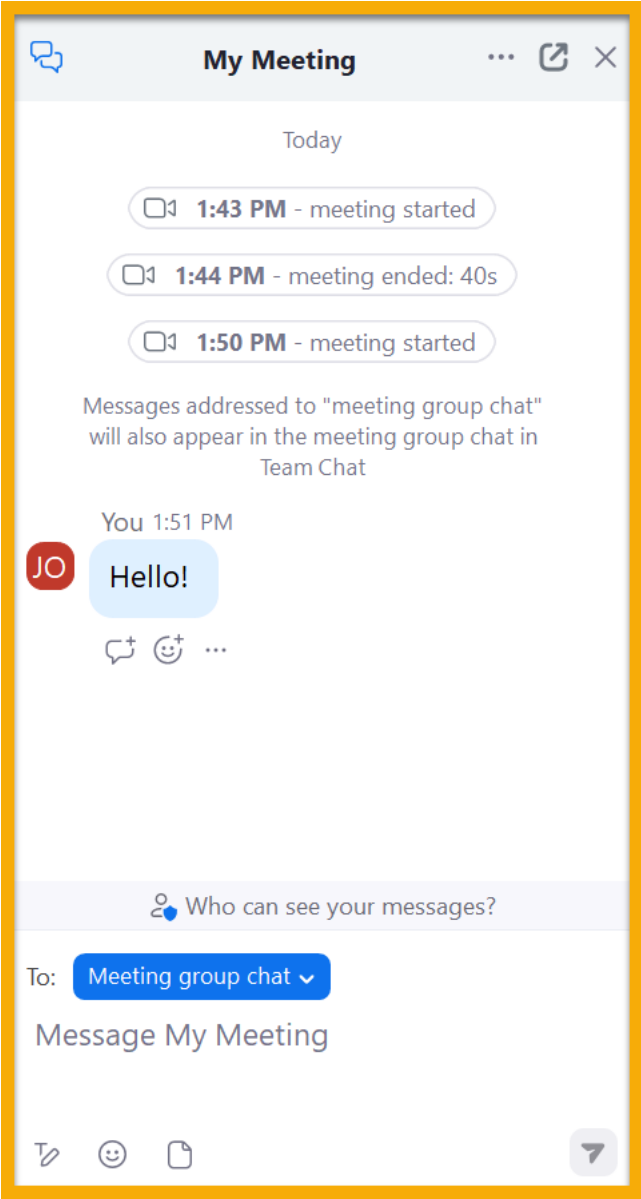 My Meeting
Today
1:43 PM - meeting started
1:44 PM - meeting ended: 40s
1:50 PM - meeting started
Messages addressed to "meeting group chat"
will also appear in the meeting group chat in
Team Chat
You 1:51 PM
JO
Hello!
Who can see your messages?
To: Meeting group chat
Message My Meeting